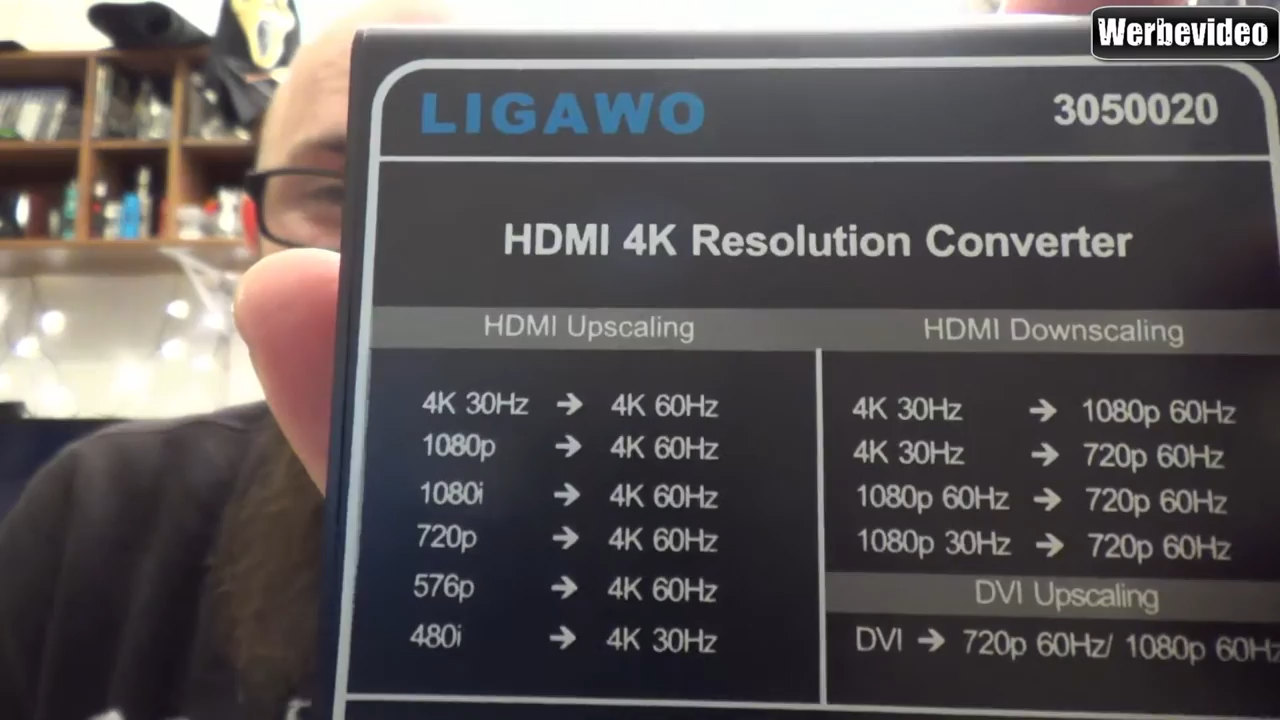 Werbevideo
LIGAWO
3050020
HDMI 4K Resolution Converter
HDMI Upscaling
4K 30Hz → 4K 60Hz
1080p → 4K 60Hz
1080i → 4K 60Hz
720p → 4K 60Hz
576p → 4K 60Hz
480i → 4K 30Hz
HDMI Downscaling
4K 30Hz → 1080p 60Hz
4K 30Hz → 720p 60Hz
1080p 60Hz → 720p 60Hz
1080p 30Hz → 720p 60Hz
DVI Upscaling
DVI → 720p 60Hz/ 1080p 60Hz